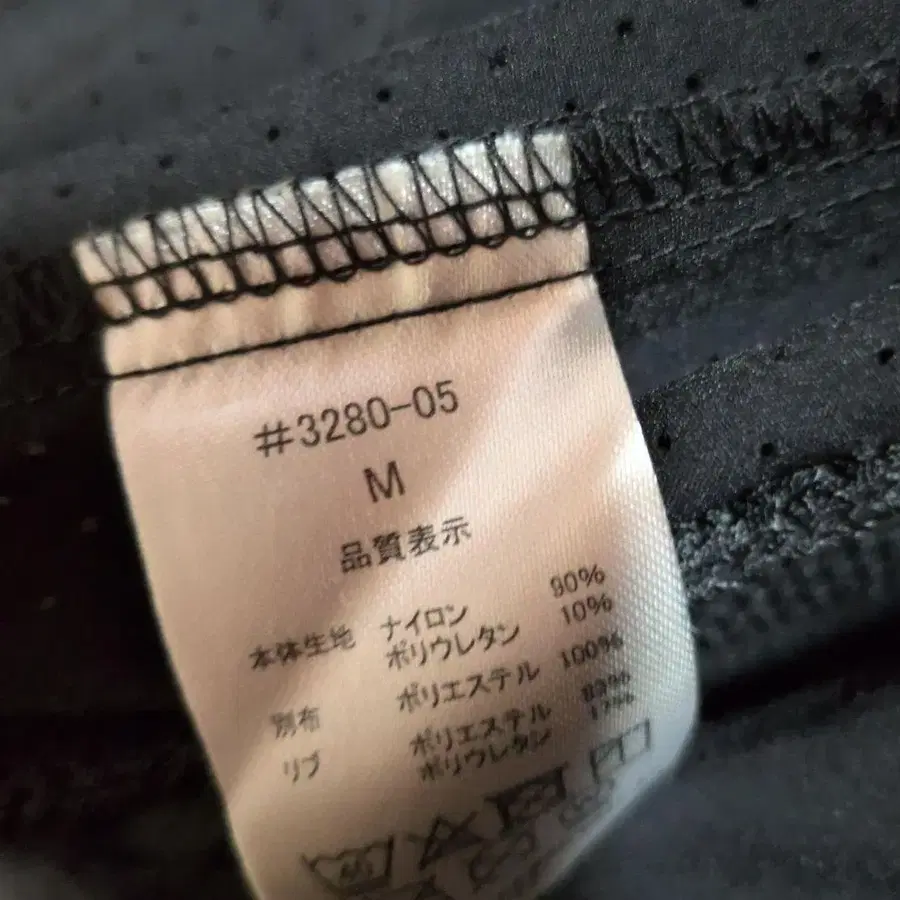 #3280-05
M
品質表示
本体生地 ナイロン 90%
ポリウレタン 10%
別布 ポリエステル 100%
リブ ポリエステル 83%
ポリウレタン 17%